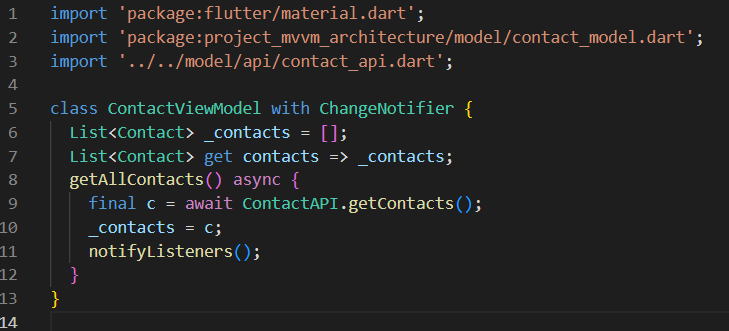 1 import 'package:flutter/material.dart';
2 import 'package:project_mvvm_architecture/model/contact_model.dart';
3 import '../../model/api/contact_api.dart';
4
5 class ContactViewModel with ChangeNotifier {
6   List<Contact> _contacts = [];
7   List<Contact> get contacts => _contacts;
8   getAllContacts() async {
9     final c = await ContactAPI.getContacts();
10     _contacts = c;
11     notifyListeners();
12   }
13 }
14